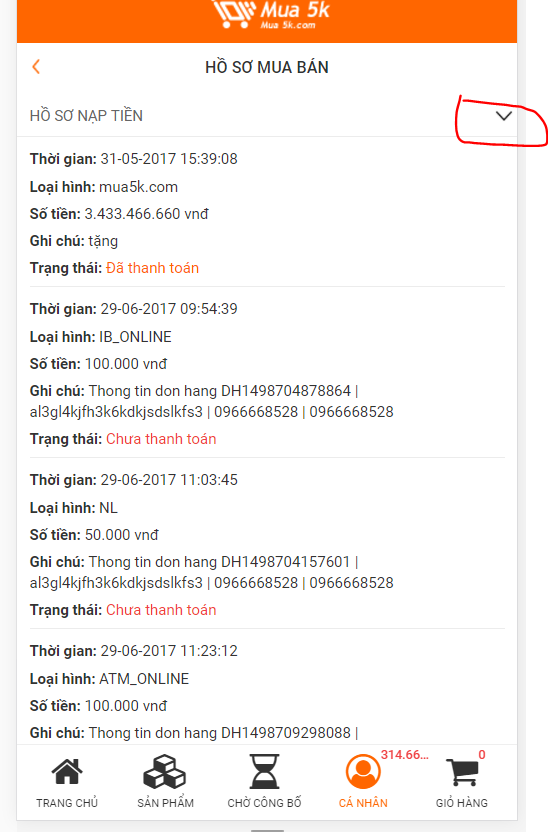 Mua 5k
Mua 5k.com
HỒ SƠ MUA BÁN
HỒ SƠ NẠP TIỀN
Thời gian: 31-05-2017 15:39:08
Loại hình: mua5k.com
Số tiền: 3.433.466.660 vnđ
Ghi chú: tặng
Trạng thái: Đã thanh toán
Thời gian: 29-06-2017 09:54:39
Loại hình: IB_ONLINE
Số tiền: 100.000 vnđ
Ghi chú: Thong tin don hang DH1498704878864 |
al3gl4kjfh3k6kdkjsdslkfs3 | 0966668528 | 0966668528
Trạng thái: Chưa thanh toán
Thời gian: 29-06-2017 11:03:45
Loại hình: NL
Số tiền: 50.000 vnđ
Ghi chú: Thong tin don hang DH1498704157601 |
al3gl4kjfh3k6kdkjsdslkfs3 | 0966668528 | 0966668528
Trạng thái: Chưa thanh toán
Thời gian: 29-06-2017 11:23:12
Loại hình: ATM_ONLINE
Số tiền: 100.000 vnđ
Ghi chú: Thong tin don hang DH1498709298088 |
314.66... 0
TRANG CHỦ SẢN PHẨM CHỜ CÔNG BỐ CÁ NHÂN GIỎ HÀNG